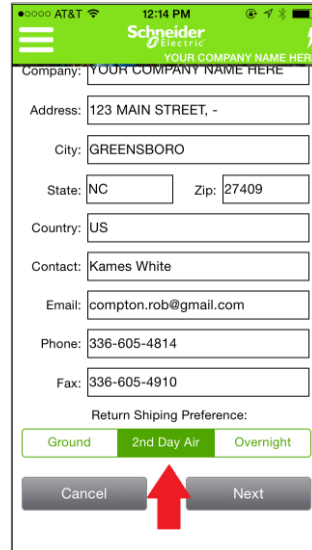 ●○○○○ AT&T 12:14 PM
Schneider
Electric
YOUR COMPANY NAME HER
Company: YOUR COMPANY NAME HERE
Address: 123 MAIN STREET, -
City: GREENSBORO
State: NC Zip: 27409
Country: US
Contact: Kames White
Email: compton.rob@gmail.com
Phone: 336-605-4814
Fax: 336-605-4910
Return Shiping Preference:
Ground 2nd Day Air Overnight
Cancel Next